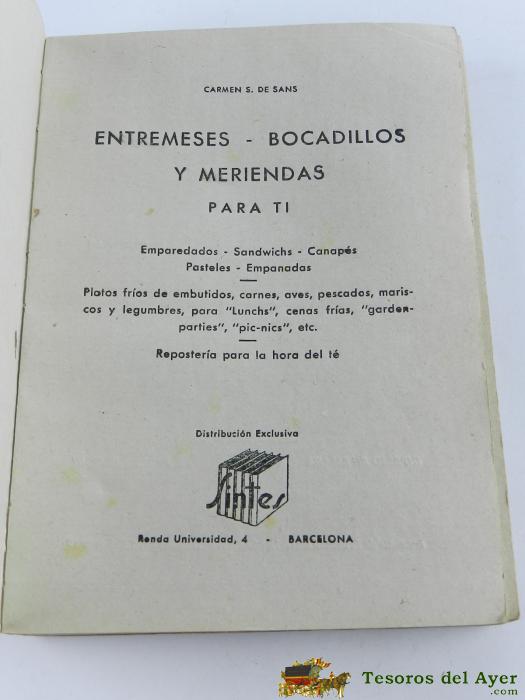 CARMEN S. DE SANS
ENTREMESES - BOCADILLOS
Y MERIENDAS
PARA TI
Emparedados - Sandwichs - Canapés
Pasteles - Empanadas
Platos fríos de embutidos, carnes, aves, pescados, maris-
cos y legumbres, para "Lunchs", cenas frías, "garden-
parties", "pic-nics", etc.
Repostería para la hora del té
Distribución Exclusiva
Sintes
Ronda Universidad, 4 - BARCELONA
Tesoros del Ayer
.com